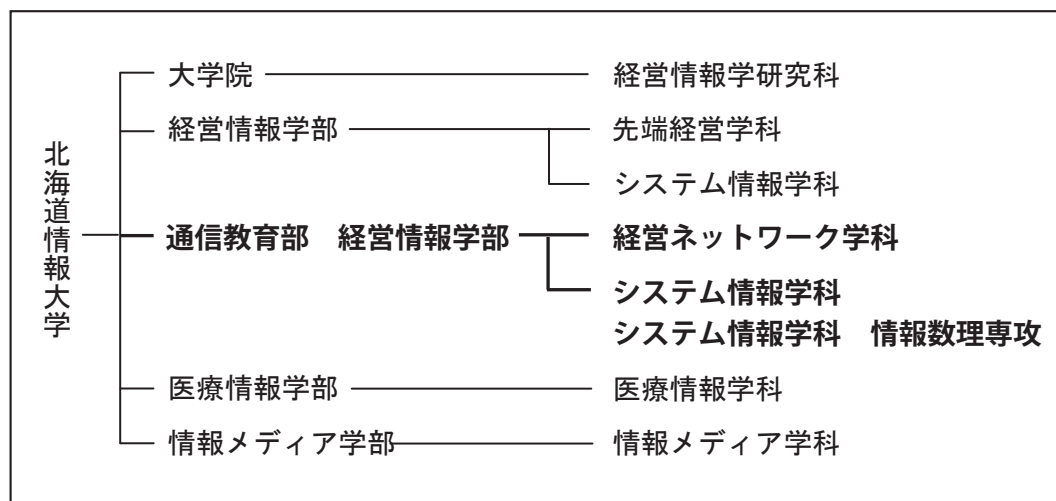 北海道情報大学
大学院 経営情報学研究科
経営情報学部 先端経営学科
システム情報学科
通信教育部 経営情報学部 経営ネットワーク学科
システム情報学科
システム情報学科 情報数理専攻
医療情報学部 医療情報学科
情報メディア学部 情報メディア学科